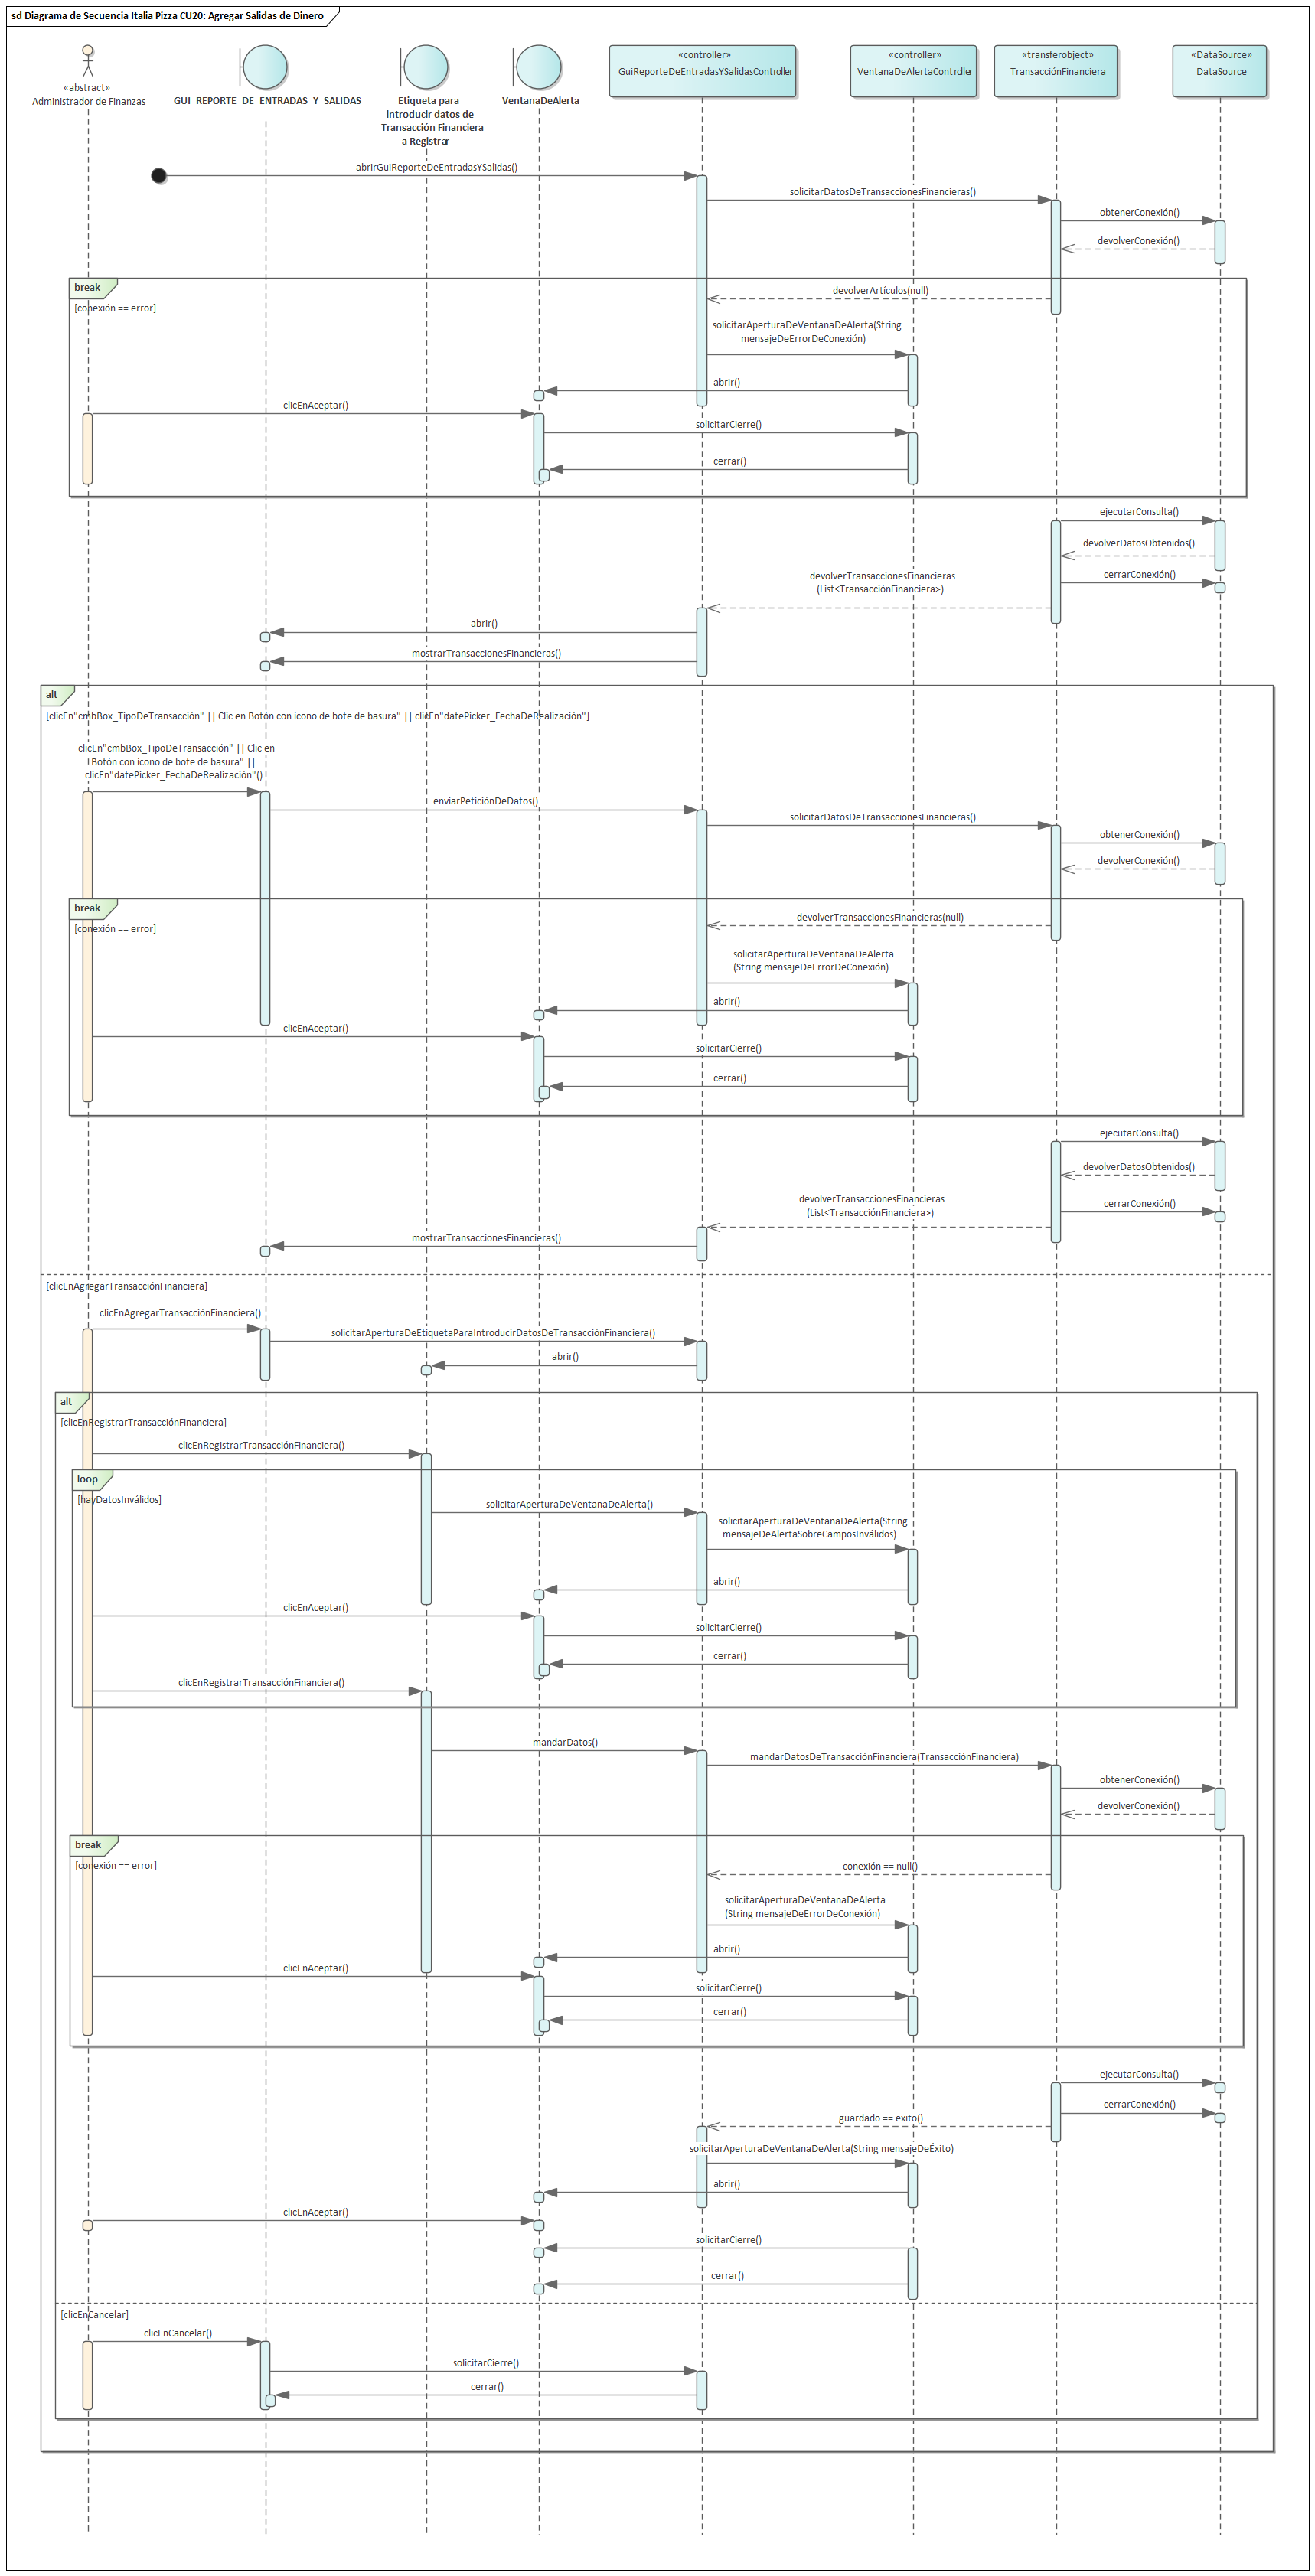 sd Diagrama de Secuencia Italia Pizza CU20: Agregar Salidas de Dinero
«abstract»
Administrador de Finanzas
GUI_REPORTE_DE_ENTRADAS_Y_SALIDAS
Etiqueta para
introducir datos de
Transacción Financiera
a Registrar
VentanaDeAlerta
«controller»
GuiReporteDeEntradasYSalidasController
«controller»
VentanaDeAlertaController
«transferobject»
TransacciónFinanciera
«DataSource»
DataSource
abrirGuiReporteDeEntradasYSalidas()
solicitarDatosDeTransaccionesFinancieras()
obtenerConexión()
devolverConexión()
break
[conexión == error]
devolverArtículos(null)
solicitarAperturaDeVentanaDeAlerta(String
mensajeDeErrorDeConexión)
abrir()
clicEnAceptar()
solicitarCierre()
cerrar()
ejecutarConsulta()
devolverDatosObtenidos()
cerrarConexión()
devolverTransaccionesFinancieras
(List<TransacciónFinanciera>)
abrir()
mostrarTransaccionesFinancieras()
alt
[clicEn"cmbBox_TipoDeTransacción" || Clic en Botón con ícono de bote de basura" || clicEn"datePicker_FechaDeRealización"]
clicEn"cmbBox_TipoDeTransacción" || Clic en
Botón con ícono de bote de basura" ||
clicEn"datePicker_FechaDeRealización"()
enviarPeticiónDeDatos()
solicitarDatosDeTransaccionesFinancieras()
obtenerConexión()
devolverConexión()
break
[conexión == error]
devolverTransaccionesFinancieras(null)
solicitarAperturaDeVentanaDeAlerta
(String mensajeDeErrorDeConexión)
abrir()
clicEnAceptar()
solicitarCierre()
cerrar()
ejecutarConsulta()
devolverDatosObtenidos()
cerrarConexión()
devolverTransaccionesFinancieras
(List<TransacciónFinanciera>)
mostrarTransaccionesFinancieras()
[clicEnAgregarTransacciónFinanciera]
clicEnAgregarTransacciónFinanciera()
solicitarAperturaDeEtiquetaParaIntroducirDatosDeTransacciónFinanciera()
abrir()
alt
[clicEnRegistrarTransacciónFinanciera]
clicEnRegistrarTransacciónFinanciera()
loop
[hayDatosInválidos]
solicitarAperturaDeVentanaDeAlerta()
solicitarAperturaDeVentanaDeAlerta(String
mensajeDeAlertaSobreCamposInválidos)
abrir()
clicEnAceptar()
solicitarCierre()
cerrar()
clicEnRegistrarTransacciónFinanciera()
mandarDatos()
mandarDatosDeTransacciónFinanciera(TransacciónFinanciera)
obtenerConexión()
devolverConexión()
break
[conexión == error]
conexión == null()
solicitarAperturaDeVentanaDeAlerta
(String mensajeDeErrorDeConexión)
abrir()
clicEnAceptar()
solicitarCierre()
cerrar()
ejecutarConsulta()
cerrarConexión()
guardado == exito()
solicitarAperturaDeVentanaDeAlerta(String mensajeDeÉxito)
abrir()
clicEnAceptar()
solicitarCierre()
cerrar()
[clicEnCancelar]
clicEnCancelar()
solicitarCierre()
cerrar()